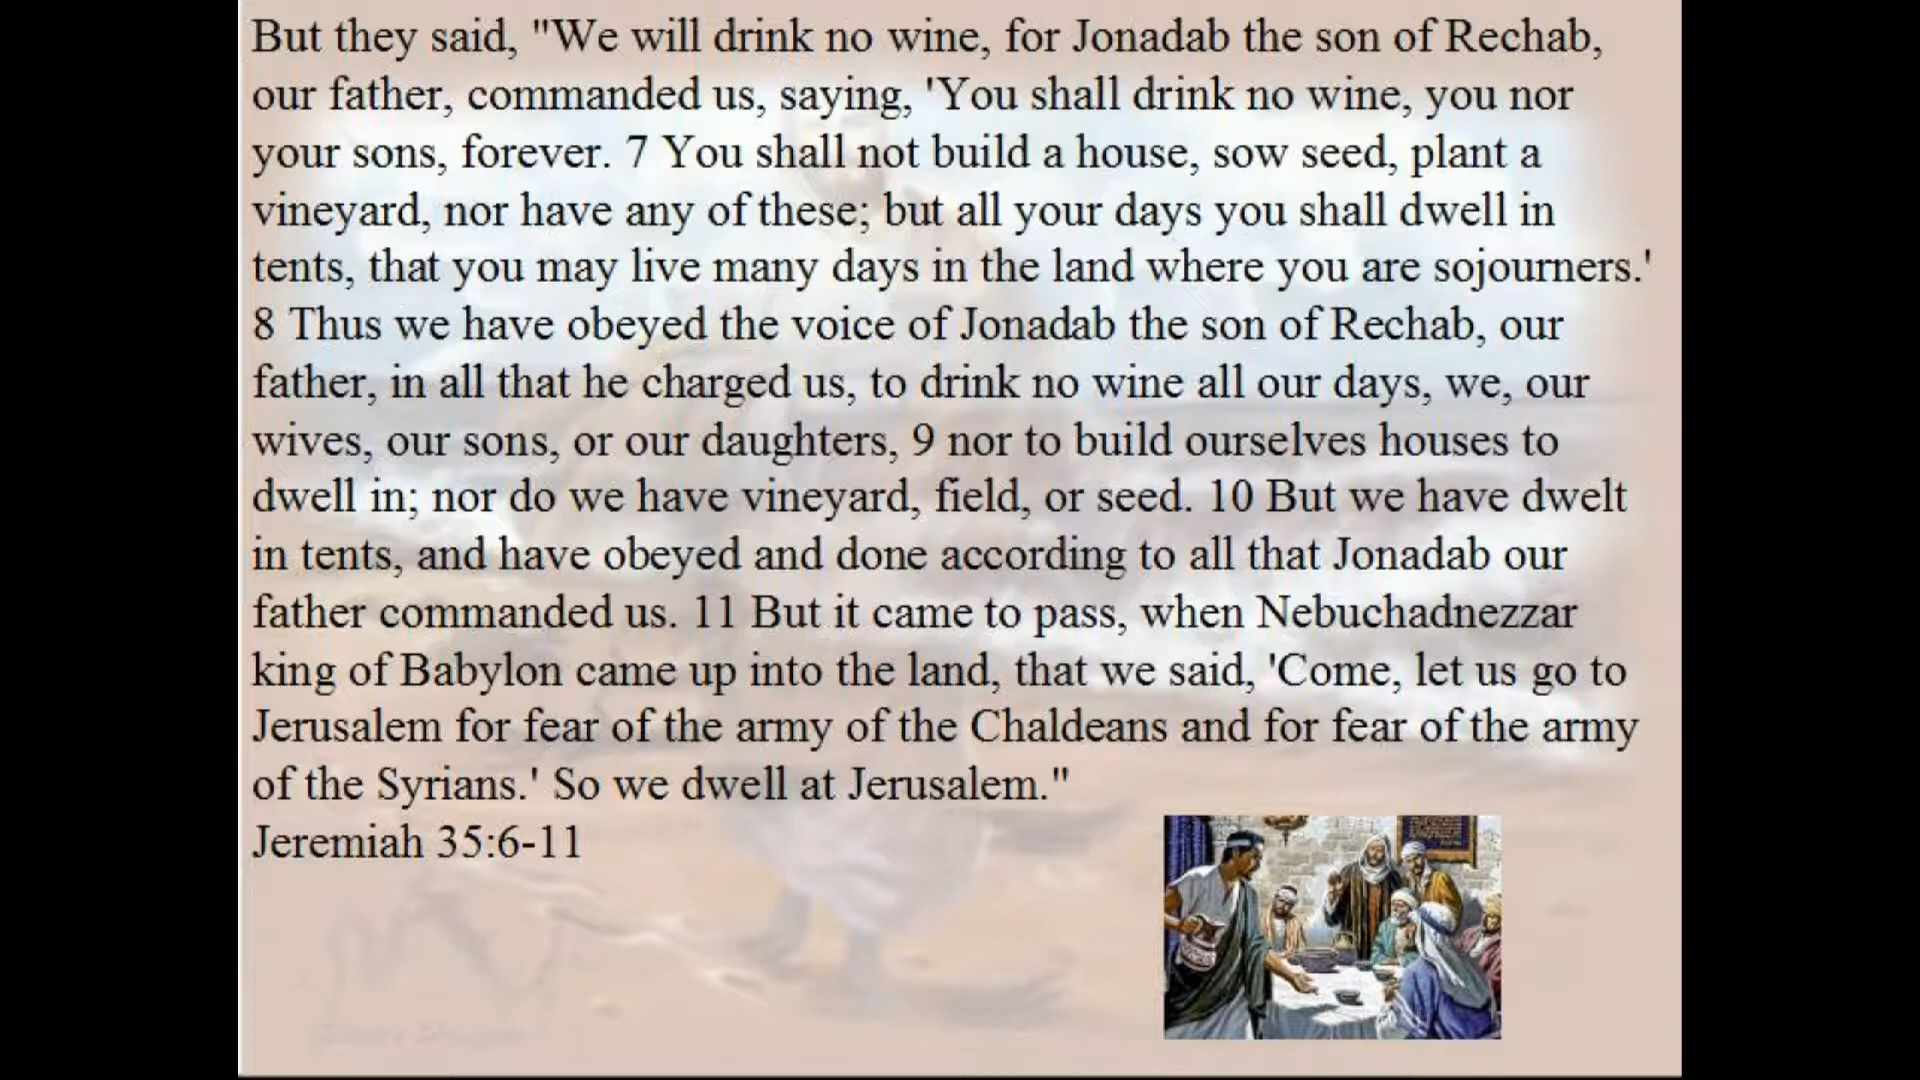 But they said, "We will drink no wine, for Jonadab the son of Rechab,
our father, commanded us, saying, 'You shall drink no wine, you nor
your sons, forever. 7 You shall not build a house, sow seed, plant a
vineyard, nor have any of these; but all your days you shall dwell in
tents, that you may live many days in the land where you are sojourners.'
8 Thus we have obeyed the voice of Jonadab the son of Rechab, our
father, in all that he charged us, to drink no wine all our days, we, our
wives, our sons, or our daughters, 9 nor to build ourselves houses to
dwell in; nor do we have vineyard, field, or seed. 10 But we have dwelt
in tents, and have obeyed and done according to all that Jonadab our
father commanded us. 11 But it came to pass, when Nebuchadnezzar
king of Babylon came up into the land, that we said, 'Come, let us go to
Jerusalem for fear of the army of the Chaldeans and for fear of the army
of the Syrians.' So we dwell at Jerusalem."
Jeremiah 35:6-11